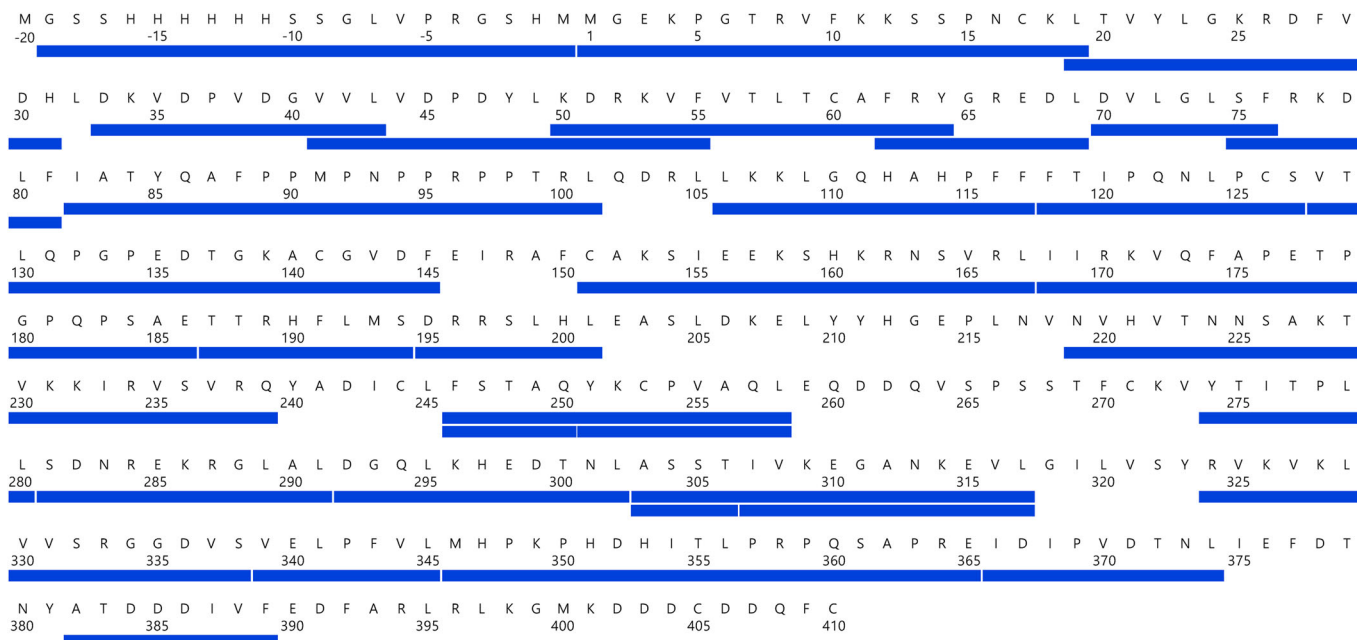 M G S S H H H H H H S S G L V P R G S H M M G E K P G T R V F K K S S P N C K L T V Y L G K R D F V
-20 -15 -10 -5 1 5 10 15 20 25
D H L D K V D P V D G V V L V D P D Y L K D R K V F V T L T C A F R Y G R E D L D V L G L S F R K D
30 35 40 45 50 55 60 65 70 75
L F I A T Y Q A F P P M P N P P R P P T R L Q D R L L K K L G Q H A H P F F F T I P Q N L P C S V T
80 85 90 95 100 105 110 115 120 125
L Q P G P E D T G K A C G V D F E I R A F C A K S I E E K S H K R N S V R L I I R K V Q F A P E T P
130 135 140 145 150 155 160 165 170 175
G P Q P S A E T T R H F L M S D R R S L H L E A S L D K E L Y Y H G E P L N V N V H V T N N S A K T
180 185 190 195 200 205 210 215 220 225
V K K I R V S V R Q Y A D I C L F S T A Q Y K C P V A Q L E Q D D Q V S P S S T F C K V Y T I T P L
230 235 240 245 250 255 260 265 270 275
L S D N R E K R G L A L D G Q L K H E D T N L A S S T I V K E G A N K E V L G I L V S Y R V K V K L
280 285 290 295 300 305 310 315 320 325
V V S R G G D V S V E L P F V L M H P K P H D H I T L P R P Q S A P R E I D I P V D T N L I E F D T
330 335 340 345 350 355 360 365 370 375
N Y A T D D D I V F E D F A R L R L K G M K D D D C D D Q F C
380 385 390 395 400 405 410